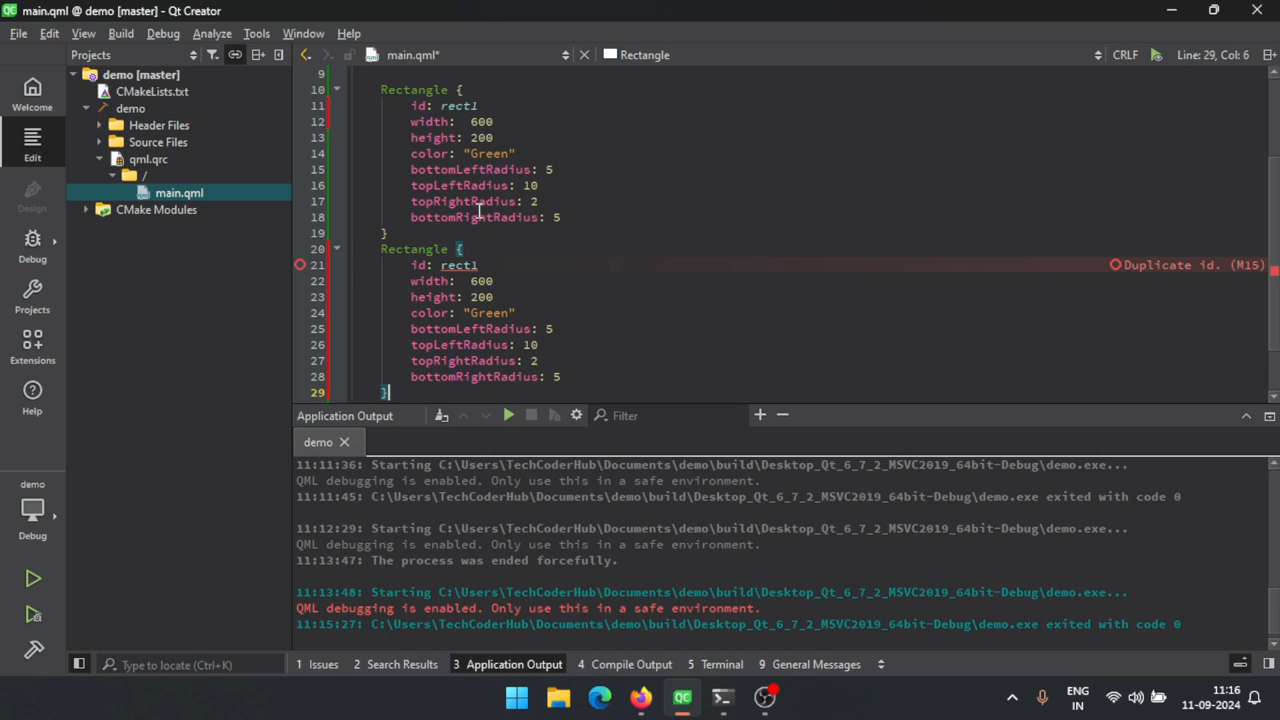 main.qml @ demo [master] - Qt Creator
File Edit View Build Debug Analyze Tools Window Help
Projects main.qml* Rectangle CRLF Line: 29, Col: 6
demo [master]
CMakeLists.txt
demo
Header Files
Source Files
qml.qrc
/
main.qml
CMake Modules
Welcome
Edit
Design
Debug
Projects
Extensions
Help
demo
Debug
9
10 Rectangle {
11 id: rect1
12 width: 600
13 height: 200
14 color: "Green"
15 bottomLeftRadius: 5
16 topLeftRadius: 10
17 topRightRadius: 2
18 bottomRightRadius: 5
19 }
20 Rectangle {
21 id: rect1 Duplicate id. (M15)
22 width: 600
23 height: 200
24 color: "Green"
25 bottomLeftRadius: 5
26 topLeftRadius: 10
27 topRightRadius: 2
28 bottomRightRadius: 5
29 }
Application Output Filter
demo
11:11:36: Starting C:\Users\TechCoderHub\Documents\demo\build\Desktop_Qt_6_7_2_MSVC2019_64bit-Debug\demo.exe...
QML debugging is enabled. Only use this in a safe environment.
11:11:45: C:\Users\TechCoderHub\Documents\demo\build\Desktop_Qt_6_7_2_MSVC2019_64bit-Debug\demo.exe exited with code 0
11:12:29: Starting C:\Users\TechCoderHub\Documents\demo\build\Desktop_Qt_6_7_2_MSVC2019_64bit-Debug\demo.exe...
QML debugging is enabled. Only use this in a safe environment.
11:13:47: The process was ended forcefully.
11:13:48: Starting C:\Users\TechCoderHub\Documents\demo\build\Desktop_Qt_6_7_2_MSVC2019_64bit-Debug\demo.exe...
QML debugging is enabled. Only use this in a safe environment.
11:15:27: C:\Users\TechCoderHub\Documents\demo\build\Desktop_Qt_6_7_2_MSVC2019_64bit-Debug\demo.exe exited with code 0
Type to locate (Ctrl+K) 1 Issues 2 Search Results 3 Application Output 4 Compile Output 5 Terminal 9 General Messages
QC
ENG
IN
11:16
11-09-2024